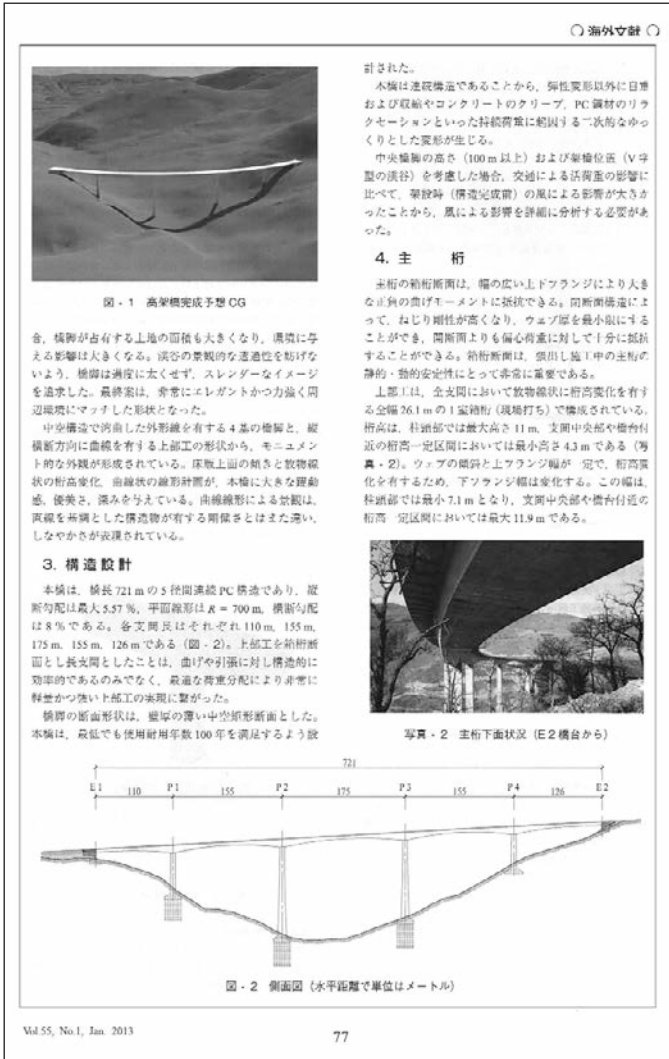 ○ 海外文献 ○
図 - 1 高架橋完成予想 CG
合，橋脚が占有する土地の面積も大きくなり，環境に与
える影響は大きくなる。渓谷の景観的な透過性を妨げな
いよう，橋脚は過度に太くせず，スレンダーなイメージ
を追求した。最終案は，非常にエレガントかつ力強く周
辺環境にマッチした形状となった。
中空構造で湾曲した外形線を有する 4 基の橋脚と，縦
横断方向に曲線を有する上部工の形状から，モニュメン
ト的な外観が形成されている。床版上面の傾きと放物線
状の桁高変化，曲線状の線形計画が，本橋に大きな躍動
感，優美さ，深みを与えている。曲線線形による景観は，
直線を基調とした構造物が有する剛健さとはまた違い，
しなやかさが表現されている。
3. 構造設計
本橋は，橋長 721 m の 5 径間連続 PC 構造であり，縦
断勾配は最大 5.57 %，平面線形は R = 700 m，横断勾配
は 8 % である。各支間長はそれぞれ 110 m，155 m，
175 m，155 m，126 m である（図 - 2）。上部工を箱桁断
面とし長支間としたことは，曲げや引張に対し構造的に
効率的であるのみでなく，最適な荷重分配により非常に
軽量かつ強い上部工の実現に繋がった。
橋脚の断面形状は，壁厚の薄い中空矩形断面とした。
本橋は，最低でも使用耐用年数 100 年を満足するよう設
計された。
本橋は連続構造であることから，弾性変形以外に自重
および収縮やコンクリートのクリープ，PC 鋼材のリラ
クセーションといった持続荷重に起因する二次的なゆっ
くりとした変形が生じる。
中央橋脚の高さ（100 m 以上）および架橋位置（V 字
型の渓谷）を考慮した場合，交通による活荷重の影響に
比べて，架設時（構造完成前）の風による影響が大きか
ったことから，風による影響を詳細に分析する必要があ
った。
4. 主 桁
主桁の箱桁断面は，幅の広い上下フランジにより大き
な正負の曲げモーメントに抵抗できる。閉断面構造によ
って，ねじり剛性が高くなり，ウェブ厚を最小限にする
ことができ，開断面よりも偏心荷重に対して十分に抵抗
することができる。箱桁断面は，張出し施工中の主桁の
静的・動的安定性にとって非常に重要である。
上部工は，全支間において放物線状に桁高変化を有す
る全幅 26.1 m の 1 室箱桁（現場打ち）で構成されている。
桁高は，柱頭部では最大高さ 11 m，支間中央部や橋台付
近の桁高一定区間においては最小高さ 4.3 m である（写
真 - 2）。ウェブの傾斜と上フランジ幅が一定で，桁高変
化を有するため，下フランジ幅は変化する。この幅は，
柱頭部では最小 7.1 m となり，支間中央部や橋台付近の
桁高一定区間においては最大 11.9 m である。
写真 - 2 主桁下面状況（E 2 橋台から）
721
E 1 P 1 P 2 P 3 P 4 E 2
110 155 175 155 126
図 - 2 側面図（水平距離で単位はメートル）
Vol.55, No.1, Jan. 2013
77